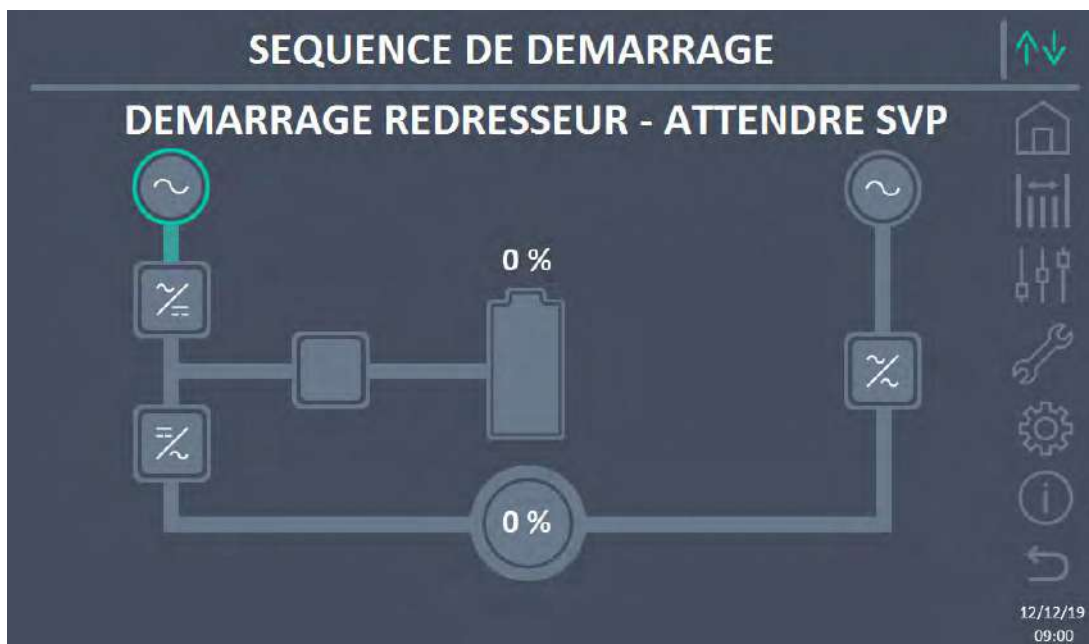 SEQUENCE DE DEMARRAGE
DEMARRAGE REDRESSEUR - ATTENDRE SVP
0 %
0 %
12/12/19
09:00